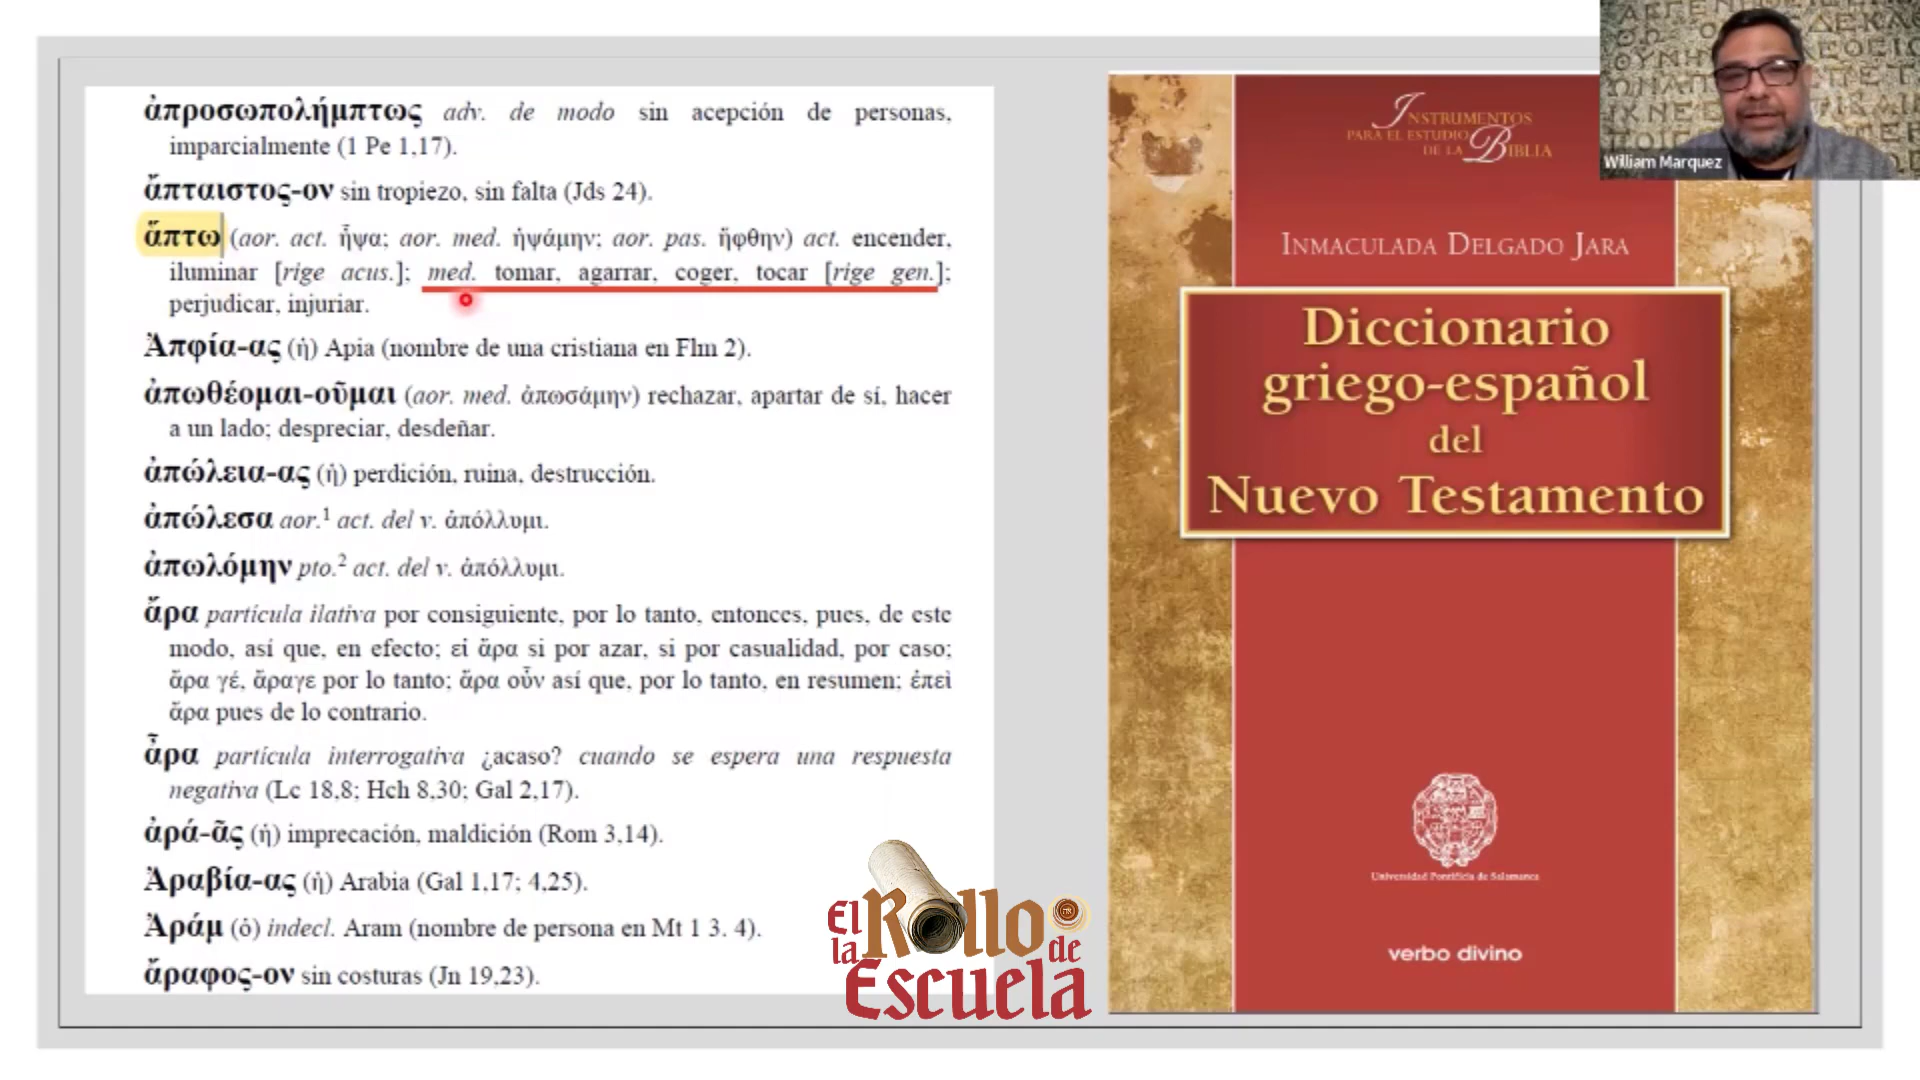 ἀπροσωπολήμπτως adv. de modo sin acepción de personas,
imparcialmente (1 Pe 1,17).
ἄπταιστος-ον sin tropiezo, sin falta (Jds 24).
ἅπτω (aor. act. ἧψα; aor. med. ἡψάμην; aor. pas. ἥφθην) act. encender,
iluminar [rige acus.]; med. tomar, agarrar, coger, tocar [rige gen.];
perjudicar, injuriar.
Ἀπφία-ας (ἡ) Apia (nombre de una cristiana en Flm 2).
ἀπωθέομαι-οῦμαι (aor. med. ἀπωσάμην) rechazar, apartar de sí, hacer
a un lado; despreciar, desdeñar.
ἀπώλεια-ας (ἡ) perdición, ruina, destrucción.
ἀπώλεσα aor.¹ act. del v. ἀπόλλυμι.
ἀπωλόμην pto.² act. del v. ἀπόλλυμι.
ἄρα partícula ilativa por consiguiente, por lo tanto, entonces, pues, de este
modo, así que, en efecto; εἰ ἄρα si por azar, si por casualidad, por caso;
ἄρα γέ, ἄραγε por lo tanto; ἄρα οὖν así que, por lo tanto, en resumen; ἐπεὶ
ἄρα pues de lo contrario.
ἆρα partícula interrogativa ¿acaso? cuando se espera una respuesta
negativa (Lc 18,8; Hch 8,30; Gal 2,17).
ἀρά-ᾶς (ἡ) imprecación, maldición (Rom 3,14).
Ἀραβία-ας (ἡ) Arabia (Gal 1,17; 4,25).
Ἀράμ (ὁ) indecl. Aram (nombre de persona en Mt 1 3. 4).
ἄραφος-ον sin costuras (Jn 19,23).
El Rollo de
la Escuela
INSTRUMENTOS
PARA EL ESTUDIO
DE LA BIBLIA
INMACULADA DELGADO JARA
Diccionario
griego-español
del
Nuevo Testamento
Universidad Pontificia de Salamanca
verbo divino
William Marquez